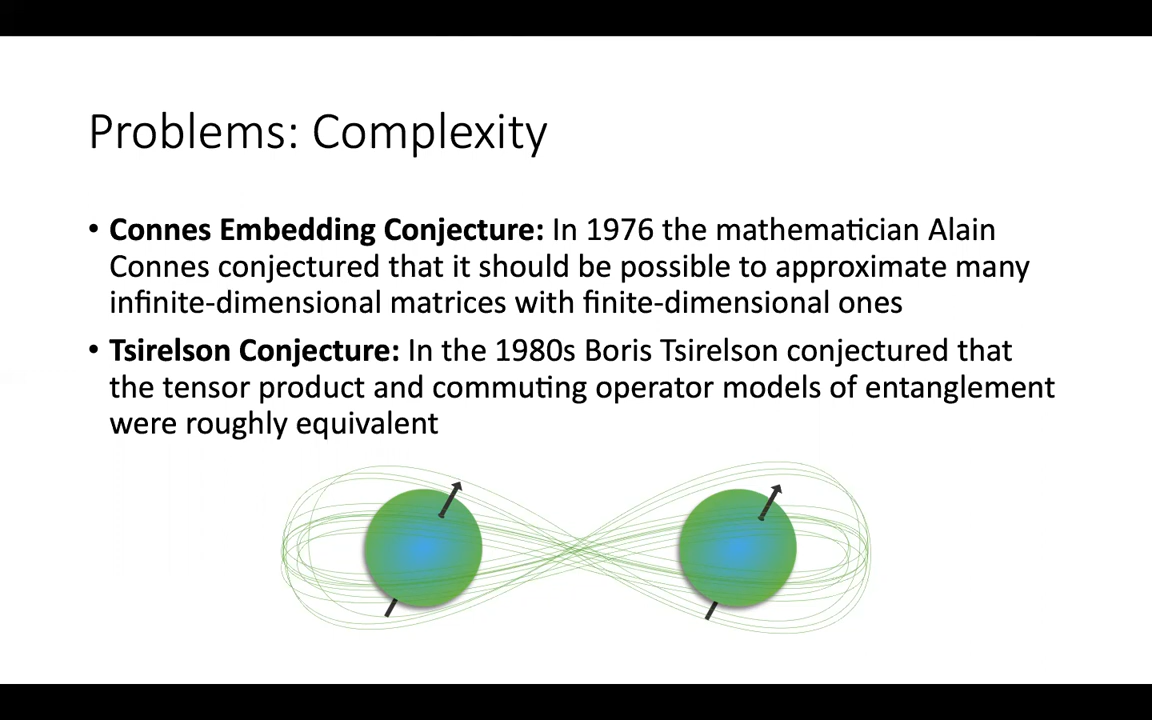 Problems: Complexity
• Connes Embedding Conjecture: In 1976 the mathematician Alain
Connes conjectured that it should be possible to approximate many
infinite-dimensional matrices with finite-dimensional ones
• Tsirelson Conjecture: In the 1980s Boris Tsirelson conjectured that
the tensor product and commuting operator models of entanglement
were roughly equivalent